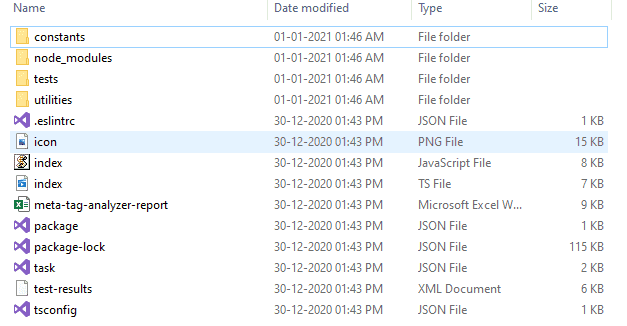 Name Date modified Type Size
constants 01-01-2021 01:46 AM File folder
node_modules 01-01-2021 01:46 AM File folder
tests 01-01-2021 01:46 AM File folder
utilities 01-01-2021 01:46 AM File folder
.eslintrc 30-12-2020 01:43 PM JSON File 1 KB
icon 30-12-2020 01:43 PM PNG File 15 KB
index 30-12-2020 01:43 PM JavaScript File 8 KB
index 30-12-2020 01:43 PM TS File 7 KB
meta-tag-analyzer-report 30-12-2020 01:43 PM Microsoft Excel W... 9 KB
package 30-12-2020 01:43 PM JSON File 1 KB
package-lock 30-12-2020 01:43 PM JSON File 115 KB
task 30-12-2020 01:43 PM JSON File 2 KB
test-results 30-12-2020 01:43 PM XML Document 6 KB
tsconfig 30-12-2020 01:43 PM JSON File 1 KB